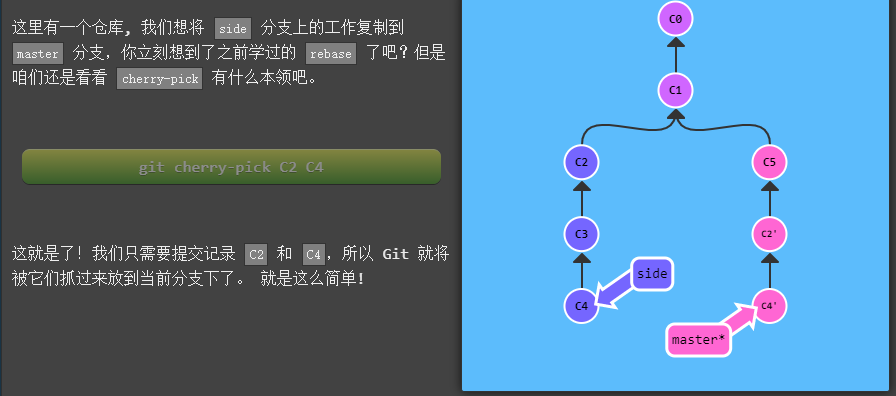 这里有一个仓库, 我们想将 side 分支上的工作复制到
master 分支，你立刻想到了之前学过的 rebase 了吧？但是
咱们还是看看 cherry-pick 有什么本领吧。
git cherry-pick C2 C4
这就是了！我们只需要提交记录 C2 和 C4，所以 Git 就将
被它们抓过来放到当前分支下了。 就是这么简单!
C0
C1
C2
C5
C3
C2'
side
C4
C4'
master*